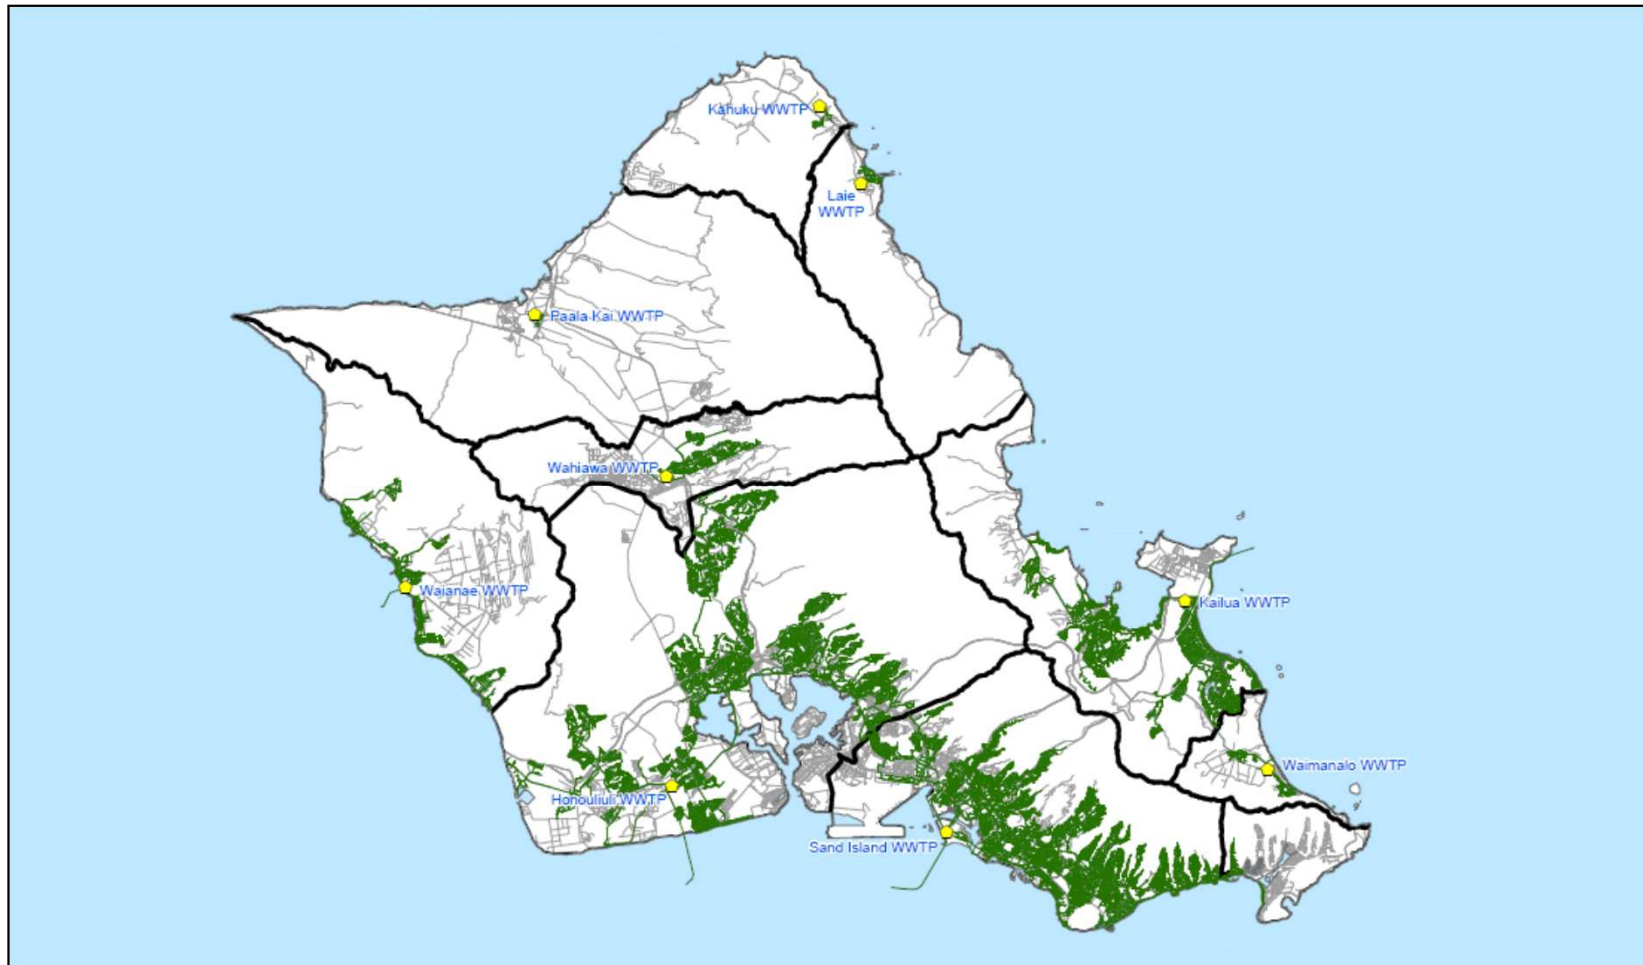 Kahuku WWTP
Laie
WWTP
Paala Kai WWTP
Wahiawa WWTP
Waianae WWTP
Kailua WWTP
Waimanalo WWTP
Honouliuli WWTP
Sand Island WWTP